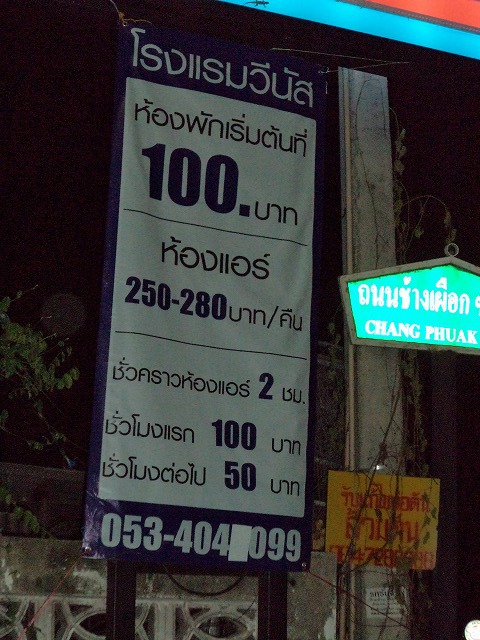 โรงแรมวีนัส
ห้องพักเริ่มต้นที่
100.บาท
ห้องแอร์
250-280บาท/คืน
ชั่วคราวห้องแอร์ 2 ชม.
ชั่วโมงแรก 100 บาท
ชั่วโมงต่อไป 50 บาท
053-404 099
ถนนช้างเผือก
CHANG PHUAK